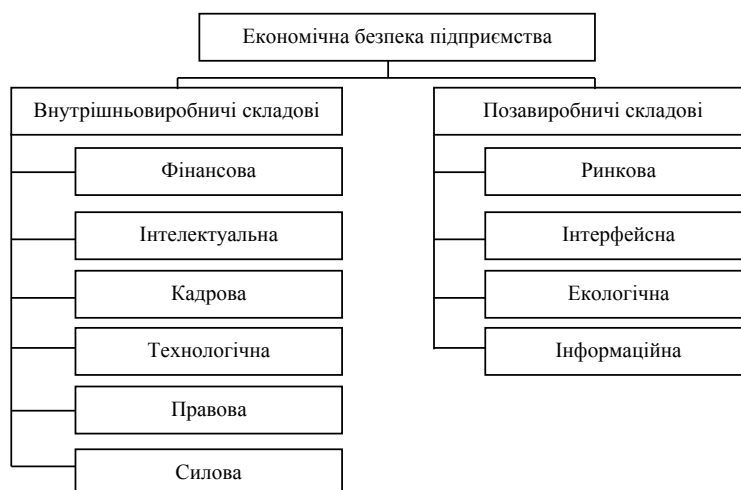 Економічна безпека підприємства
Внутрішньовиробничі складові
Фінансова
Інтелектуальна
Кадрова
Технологічна
Правова
Силова
Позавиробничі складові
Ринкова
Інтерфейсна
Екологічна
Інформаційна